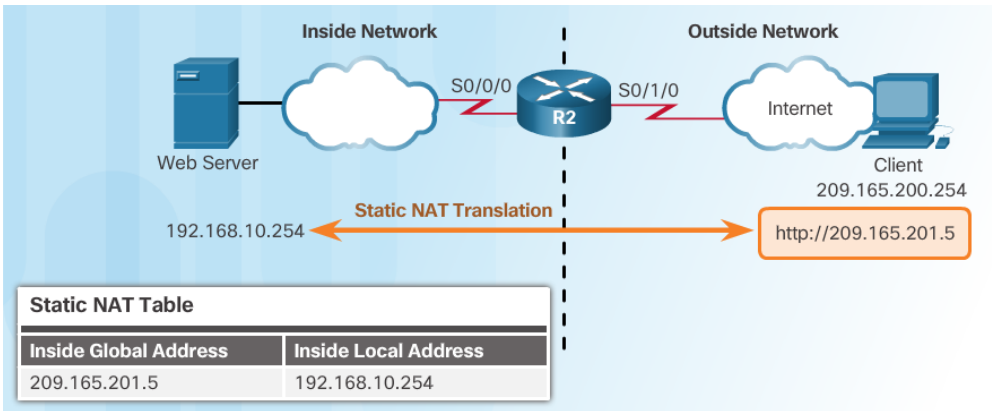 Inside Network
Outside Network
S0/0/0
S0/1/0
R2
Internet
Web Server
Client
209.165.200.254
Static NAT Translation
192.168.10.254
http://209.165.201.5
Static NAT Table
Inside Global Address
Inside Local Address
209.165.201.5
192.168.10.254